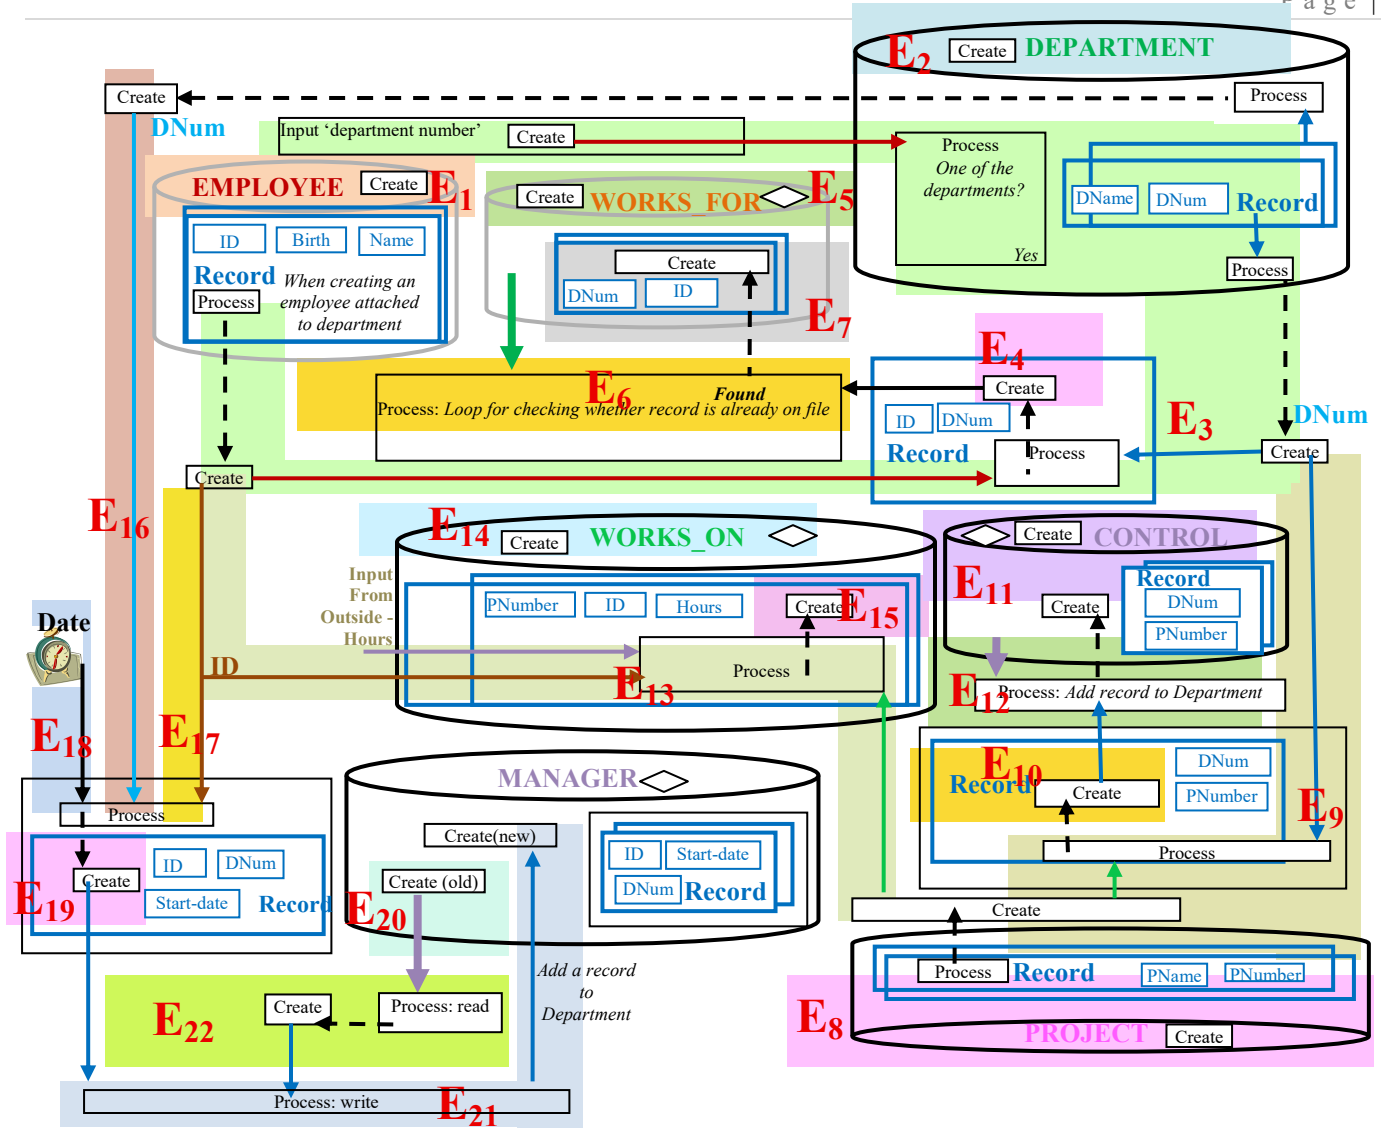 age |
E2
Create
DEPARTMENT
Create
Process
DNum
Input ‘department number’
Create
Process
One of the
departments?
Yes
DName
DNum
Record
Process
EMPLOYEE
Create
E1
ID
Birth
Name
Record
When creating an
employee attached
to department
Process
Create
WORKS_FOR
E5
Create
DNum
ID
E7
E6
Found
Process: Loop for checking whether record is already on file
E4
Create
ID
DNum
Record
Process
E3
DNum
Create
Create
E16
E14
Create
WORKS_ON
Input
From
Outside -
Hours
PNumber
ID
Hours
Create
E15
Process
E13
ID
Create
CONTROL
E11
Create
Record
DNum
PNumber
E12
Process: Add record to Department
Date
E18
E17
Process
Create
E19
ID
DNum
Start-date
Record
MANAGER
Create(new)
Create (old)
E20
ID
Start-date
DNum
Record
E10
Record
Create
DNum
PNumber
E9
Process
Create
Process
Record
PName
PNumber
E8
PROJECT
Create
Add a record
to
Department
E22
Create
Process: read
Process: write
E21